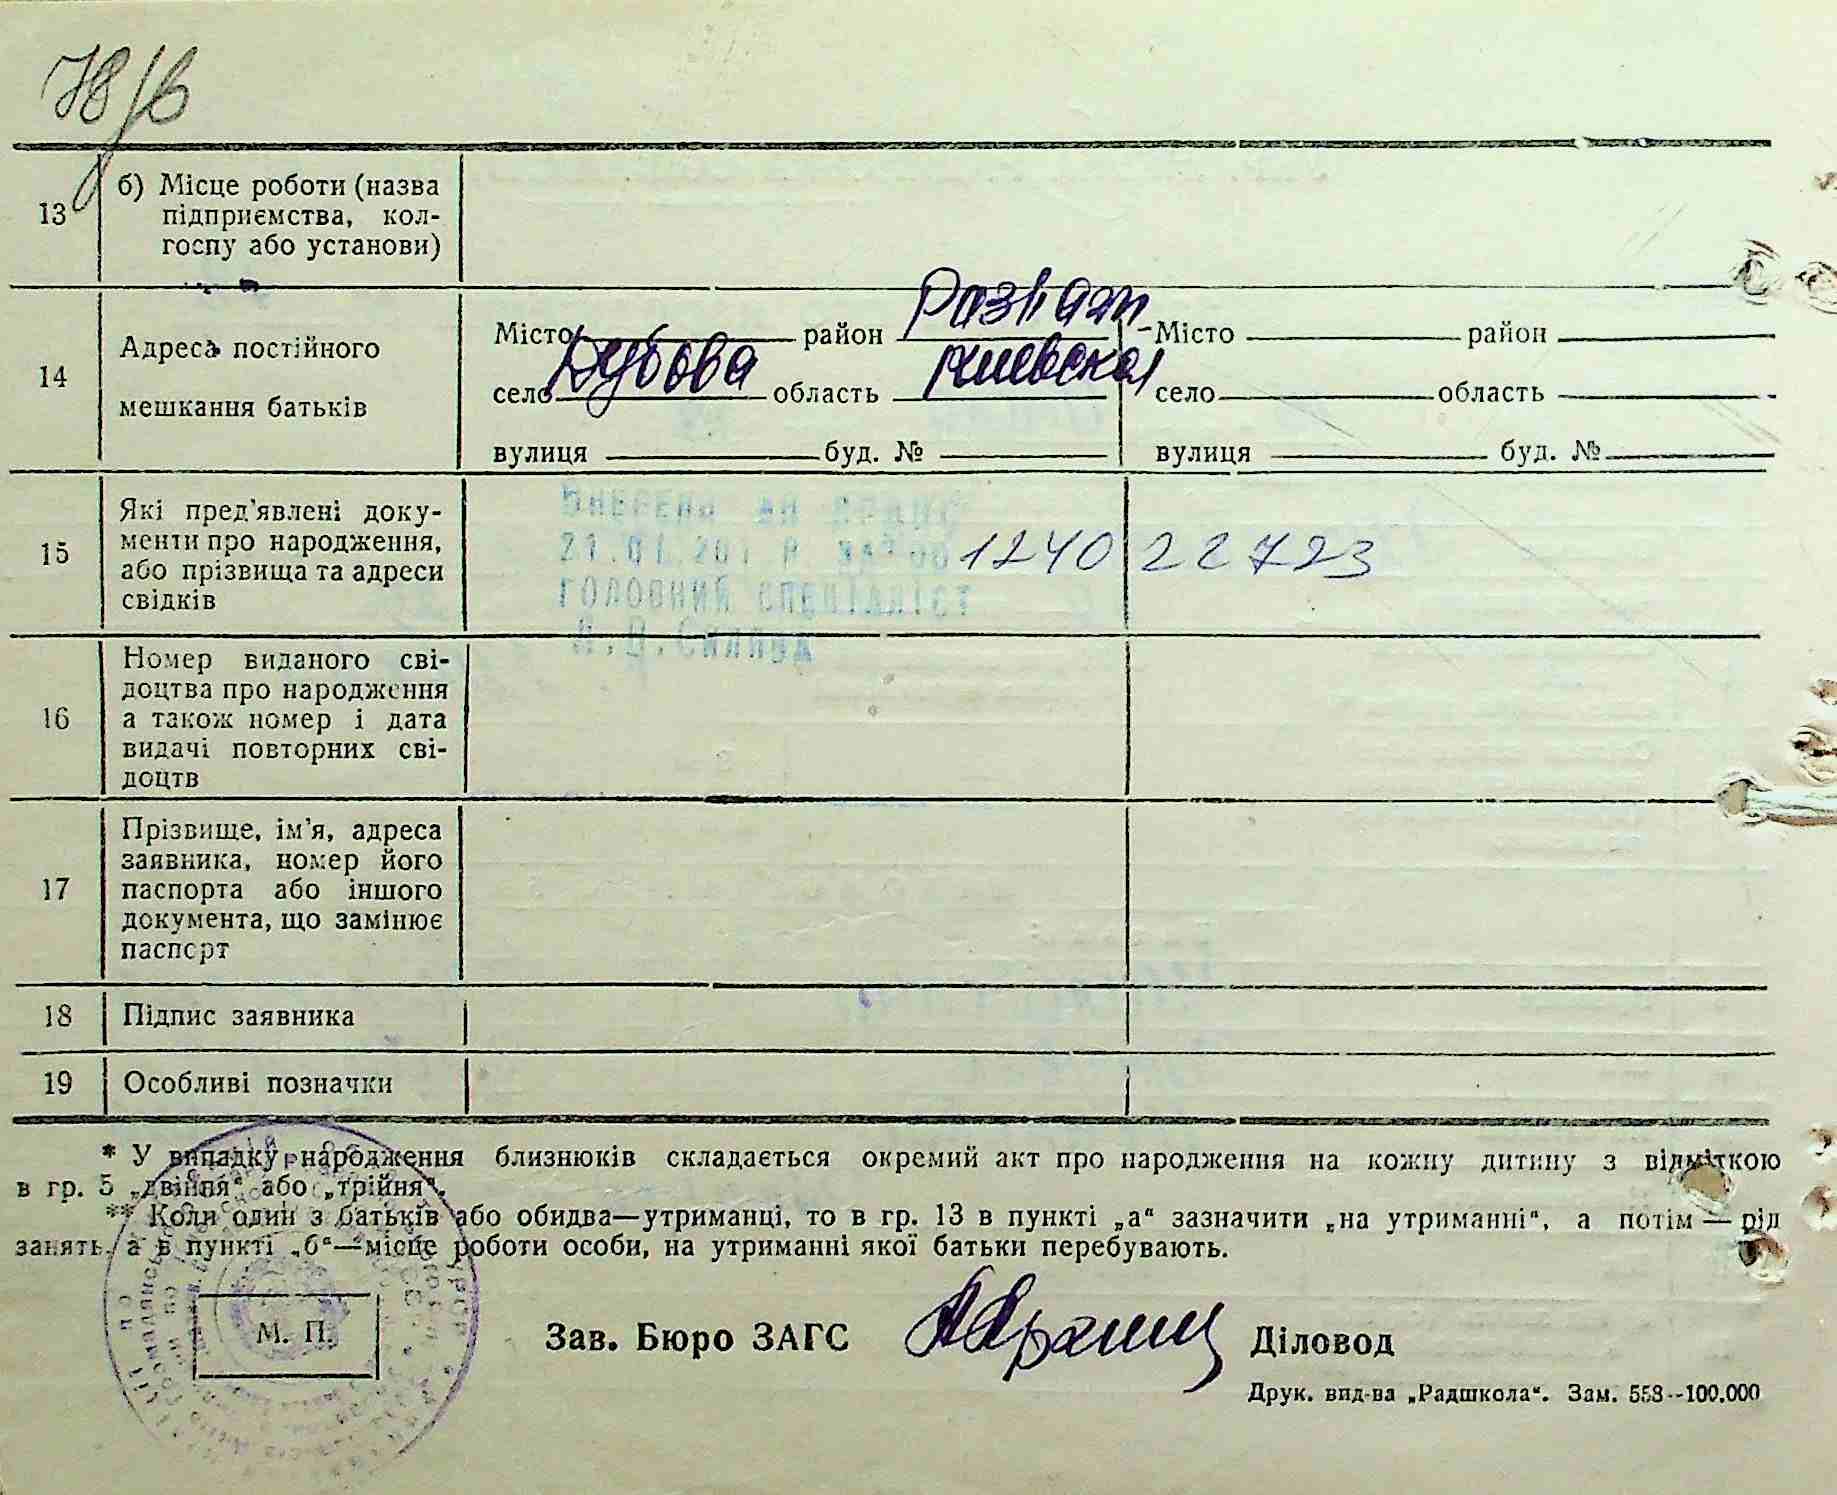 78/6
13 б) Місце роботи (назва
підприємства, кол-
госпу або установи)
14 Адреса постійного
мешкання батьків
Місто район Місто район
село Дубова область Киевская село область
вулиця буд. № вулиця буд. №
15 Які пред'явлені доку-
менти про народження,
або прізвища та адреси
свідків
ГОЛОВНИЙ СПЕЦІАЛІСТ
1240 22723
16 Номер виданого сві-
доцтва про народження
а також номер і дата
видачі повторних сві-
доцтв
17 Прізвище, ім'я, адреса
заявника, номер його
паспорта або іншого
документа, що замінює
паспорт
18 Підпис заявника
19 Особливі позначки
* У випадку народження близнюків складається окремий акт про народження на кожну дитину з відміткою
в гр. 5 „двійня“ або „трійня“.
** Коли один з батьків або обидва—утриманці, то в гр. 13 в пункті „а“ зазначити „на утриманні“, а потім — рід
занять, а в пункті „б“—місце роботи особи, на утриманні якої батьки перебувають.
М. П.
Зав. Бюро ЗАГС Діловод
Друк. вид-ва „Радшкола“. Зам. 558--100.000